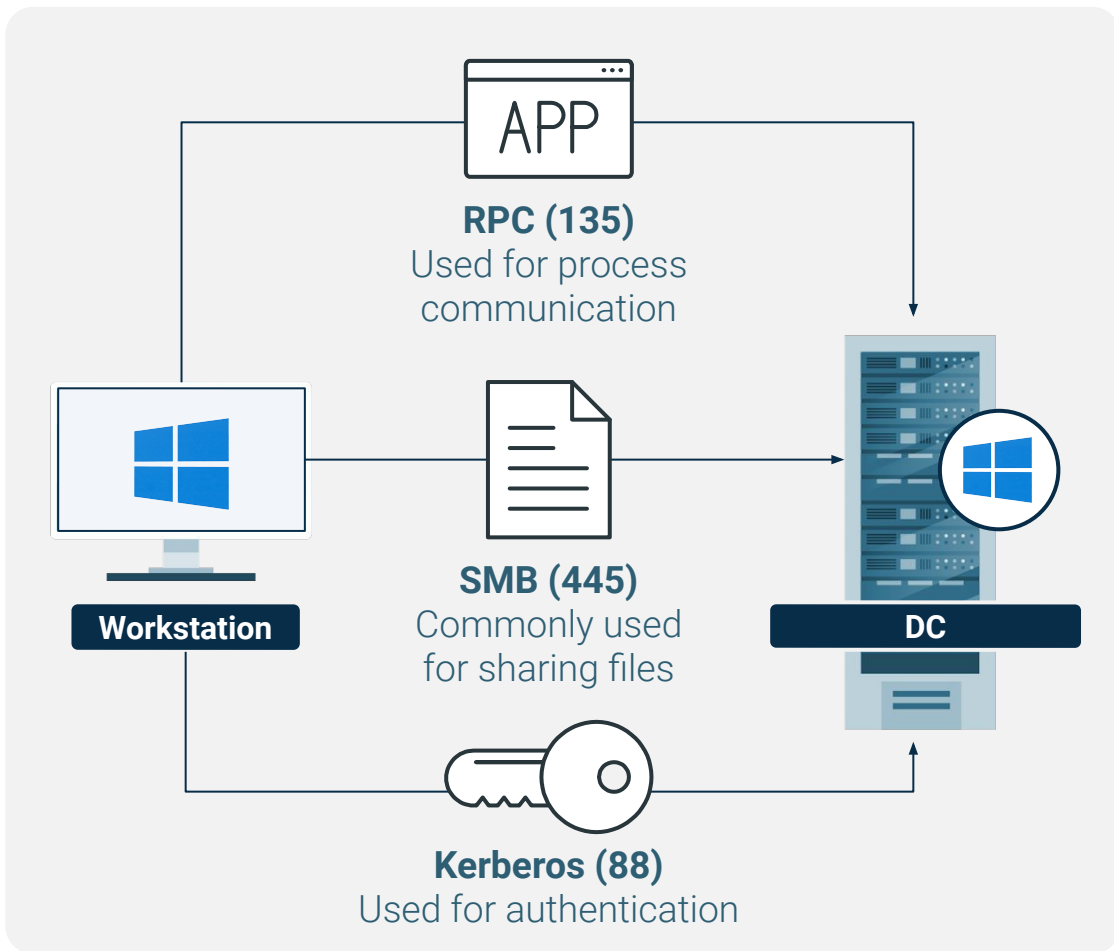 APP
RPC (135)
Used for process
communication
SMB (445)
Commonly used
for sharing files
Workstation
DC
Kerberos (88)
Used for authentication